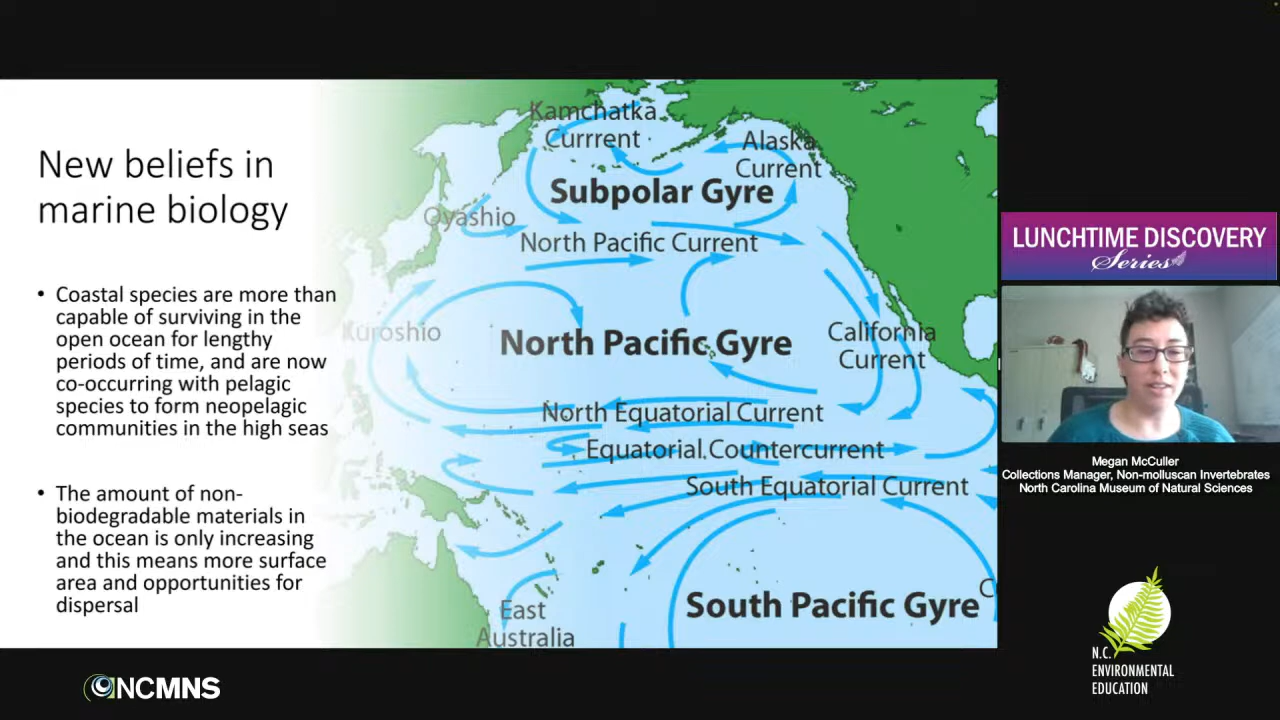 New beliefs in
marine biology
• Coastal species are more than
capable of surviving in the
open ocean for lengthy
periods of time, and are now
co-occurring with pelagic
species to form neopelagic
communities in the high seas
• The amount of non-
biodegradable materials in
the ocean is only increasing
and this means more surface
area and opportunities for
dispersal
Kamchatka
Currrent
Alaska
Current
Subpolar Gyre
Oyashio
North Pacific Current
Kuroshio
North Pacific Gyre
California
Current
North Equatorial Current
Equatorial Countercurrent
South Equatorial Current
South Pacific Gyre
East
Australia
LUNCHTIME DISCOVERY
Series
Megan McCuller
Collections Manager, Non-molluscan Invertebrates
North Carolina Museum of Natural Sciences
NCMNS
N.C.
ENVIRONMENTAL
EDUCATION